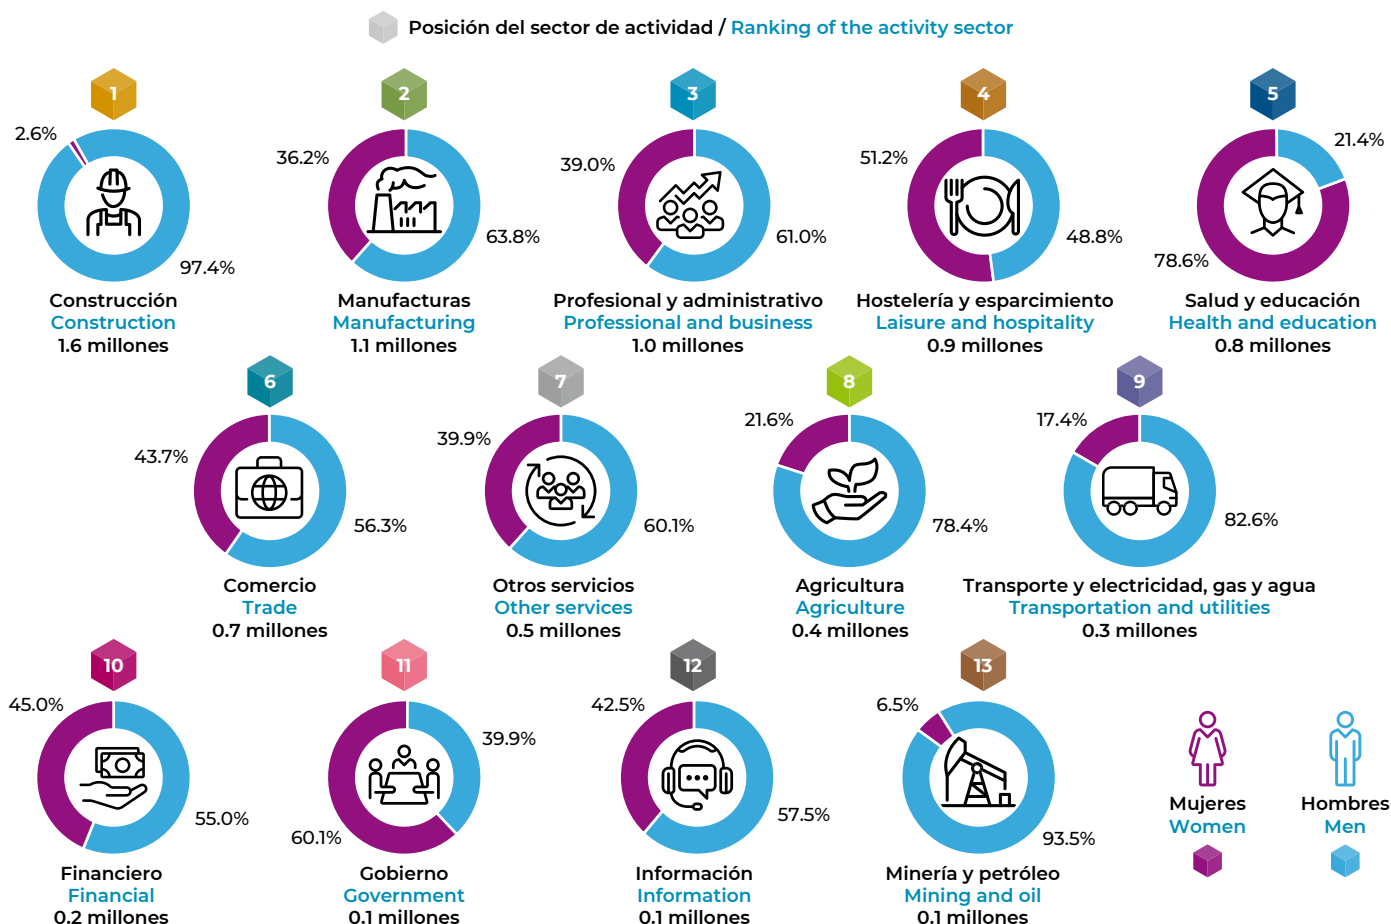 Posición del sector de actividad / Ranking of the activity sector
1
2.6%
97.4%
Construcción
Construction
1.6 millones
2
36.2%
63.8%
Manufacturas
Manufacturing
1.1 millones
3
39.0%
61.0%
Profesional y administrativo
Professional and business
1.0 millones
4
51.2%
48.8%
Hostelería y esparcimiento
Laisure and hospitality
0.9 millones
5
21.4%
78.6%
Salud y educación
Health and education
0.8 millones
6
43.7%
56.3%
Comercio
Trade
0.7 millones
7
39.9%
60.1%
Otros servicios
Other services
0.5 millones
8
21.6%
78.4%
Agricultura
Agriculture
0.4 millones
9
17.4%
82.6%
Transporte y electricidad, gas y agua
Transportation and utilities
0.3 millones
10
45.0%
55.0%
Financiero
Financial
0.2 millones
11
39.9%
60.1%
Gobierno
Government
0.1 millones
12
42.5%
57.5%
Información
Information
0.1 millones
13
6.5%
93.5%
Minería y petróleo
Mining and oil
0.1 millones
Mujeres
Women
Hombres
Men